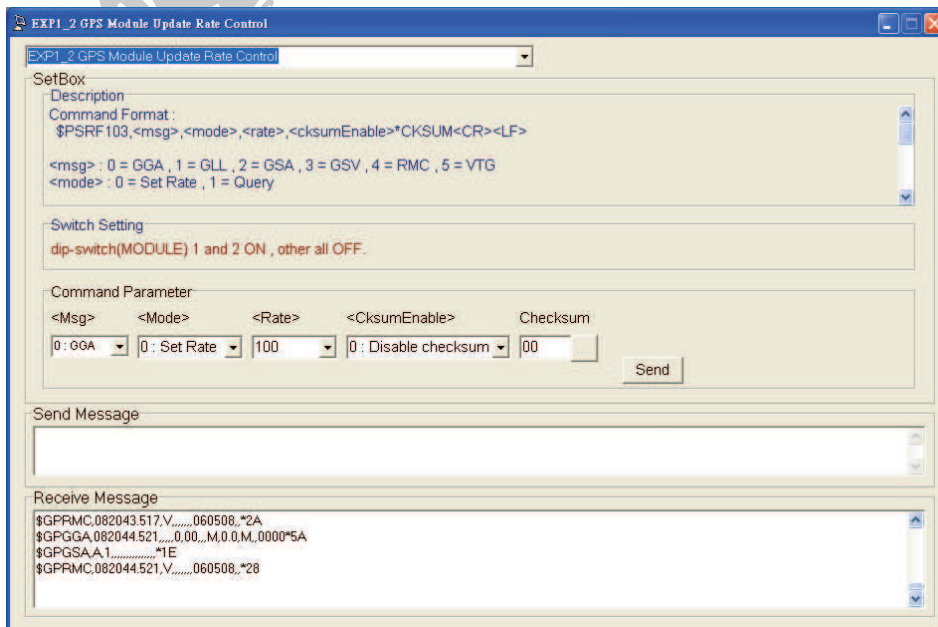 EXP1_2 GPS Module Update Rate Control
EXP1_2 GPS Module Update Rate Control
SetBox
Description
Command Format :
$PSRF103,<msg>,<mode>,<rate>,<cksumEnable>*CKSUM<CR><LF>
<msg> : 0 = GGA , 1 = GLL , 2 = GSA , 3 = GSV , 4 = RMC , 5 = VTG
<mode> : 0 = Set Rate , 1 = Query
Switch Setting
dip-switch(MODULE) 1 and 2 ON , other all OFF.
Command Parameter
<Msg> <Mode> <Rate> <CksumEnable> Checksum
0 : GGA 0 : Set Rate 100 0 : Disable checksum 00 ...
Send
Send Message
Receive Message
$GPRMC,082043.517,V,,,,,,,060508,,*2A
$GPGGA,082044.521,,,,,0,00,,,M,0.0,M,,0000*5A
$GPGSA,A,1,,,,,,,,,,,,,,,*1E
$GPRMC,082044.521,V,,,,,,,060508,,*28